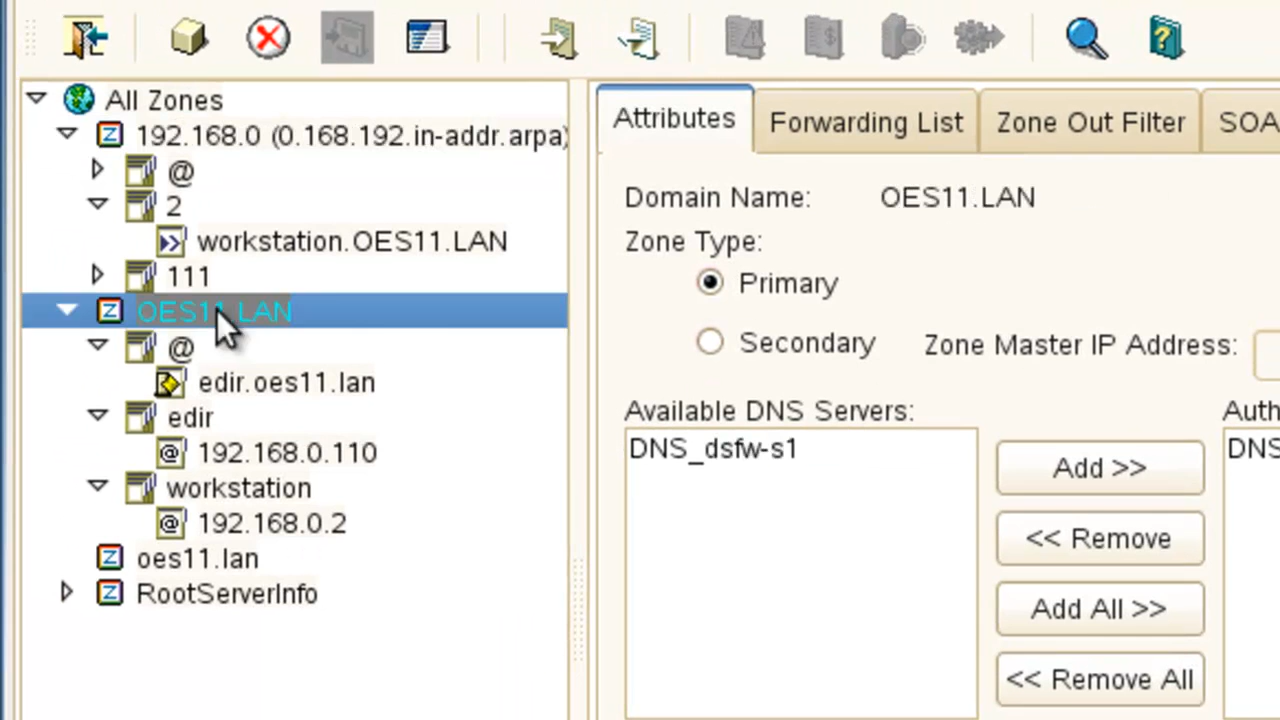 All Zones
192.168.0 (0.168.192.in-addr.arpa)
@
2
workstation.OES11.LAN
111
OES11.LAN
@
edir.oes11.lan
edir
@ 192.168.0.110
workstation
@ 192.168.0.2
oes11.lan
RootServerInfo
Attributes
Forwarding List
Zone Out Filter
SOA
Domain Name: OES11.LAN
Zone Type:
Primary
Secondary
Zone Master IP Address:
Available DNS Servers:
DNS_dsfw-s1
Add >>
<< Remove
Add All >>
<< Remove All
Auth
DNS